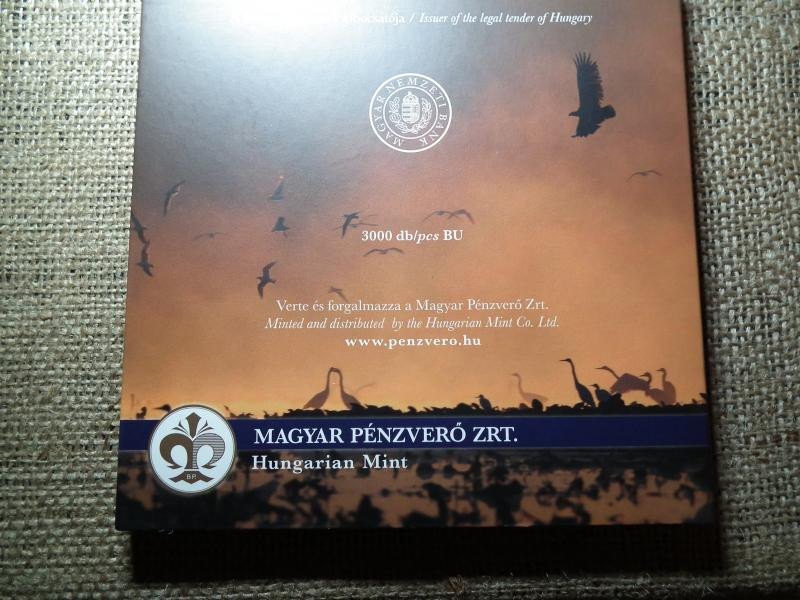 kibocsátója / Issuer of the legal tender of Hungary
MAGYAR NEMZETI BANK
3000 db/pcs BU
Verte és forgalmazza a Magyar Pénzverő Zrt.
Minted and distributed by the Hungarian Mint Co. Ltd.
www.penzvero.hu
MAGYAR PÉNZVERŐ ZRT.
Hungarian Mint
BP.